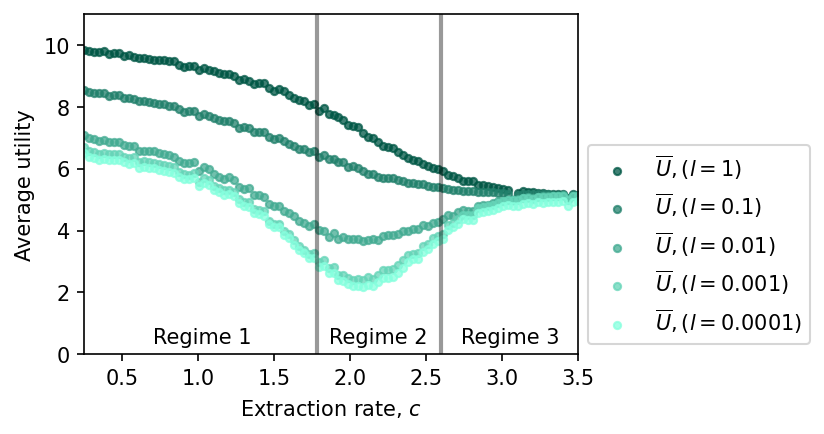 Average utility
10
8
6
4
2
0
Regime 1
Regime 2
Regime 3
0.5
1.0
1.5
2.0
2.5
3.0
3.5
Extraction rate, c
U̅, (l = 1)
U̅, (l = 0.1)
U̅, (l = 0.01)
U̅, (l = 0.001)
U̅, (l = 0.0001)